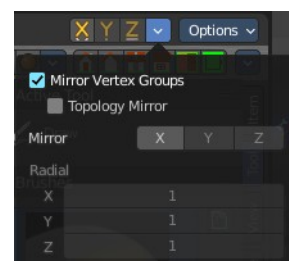 X Y Z Options
Mirror Vertex Groups
Topology Mirror
Mirror X Y Z
Radial
X 1
Y 1
Z 1